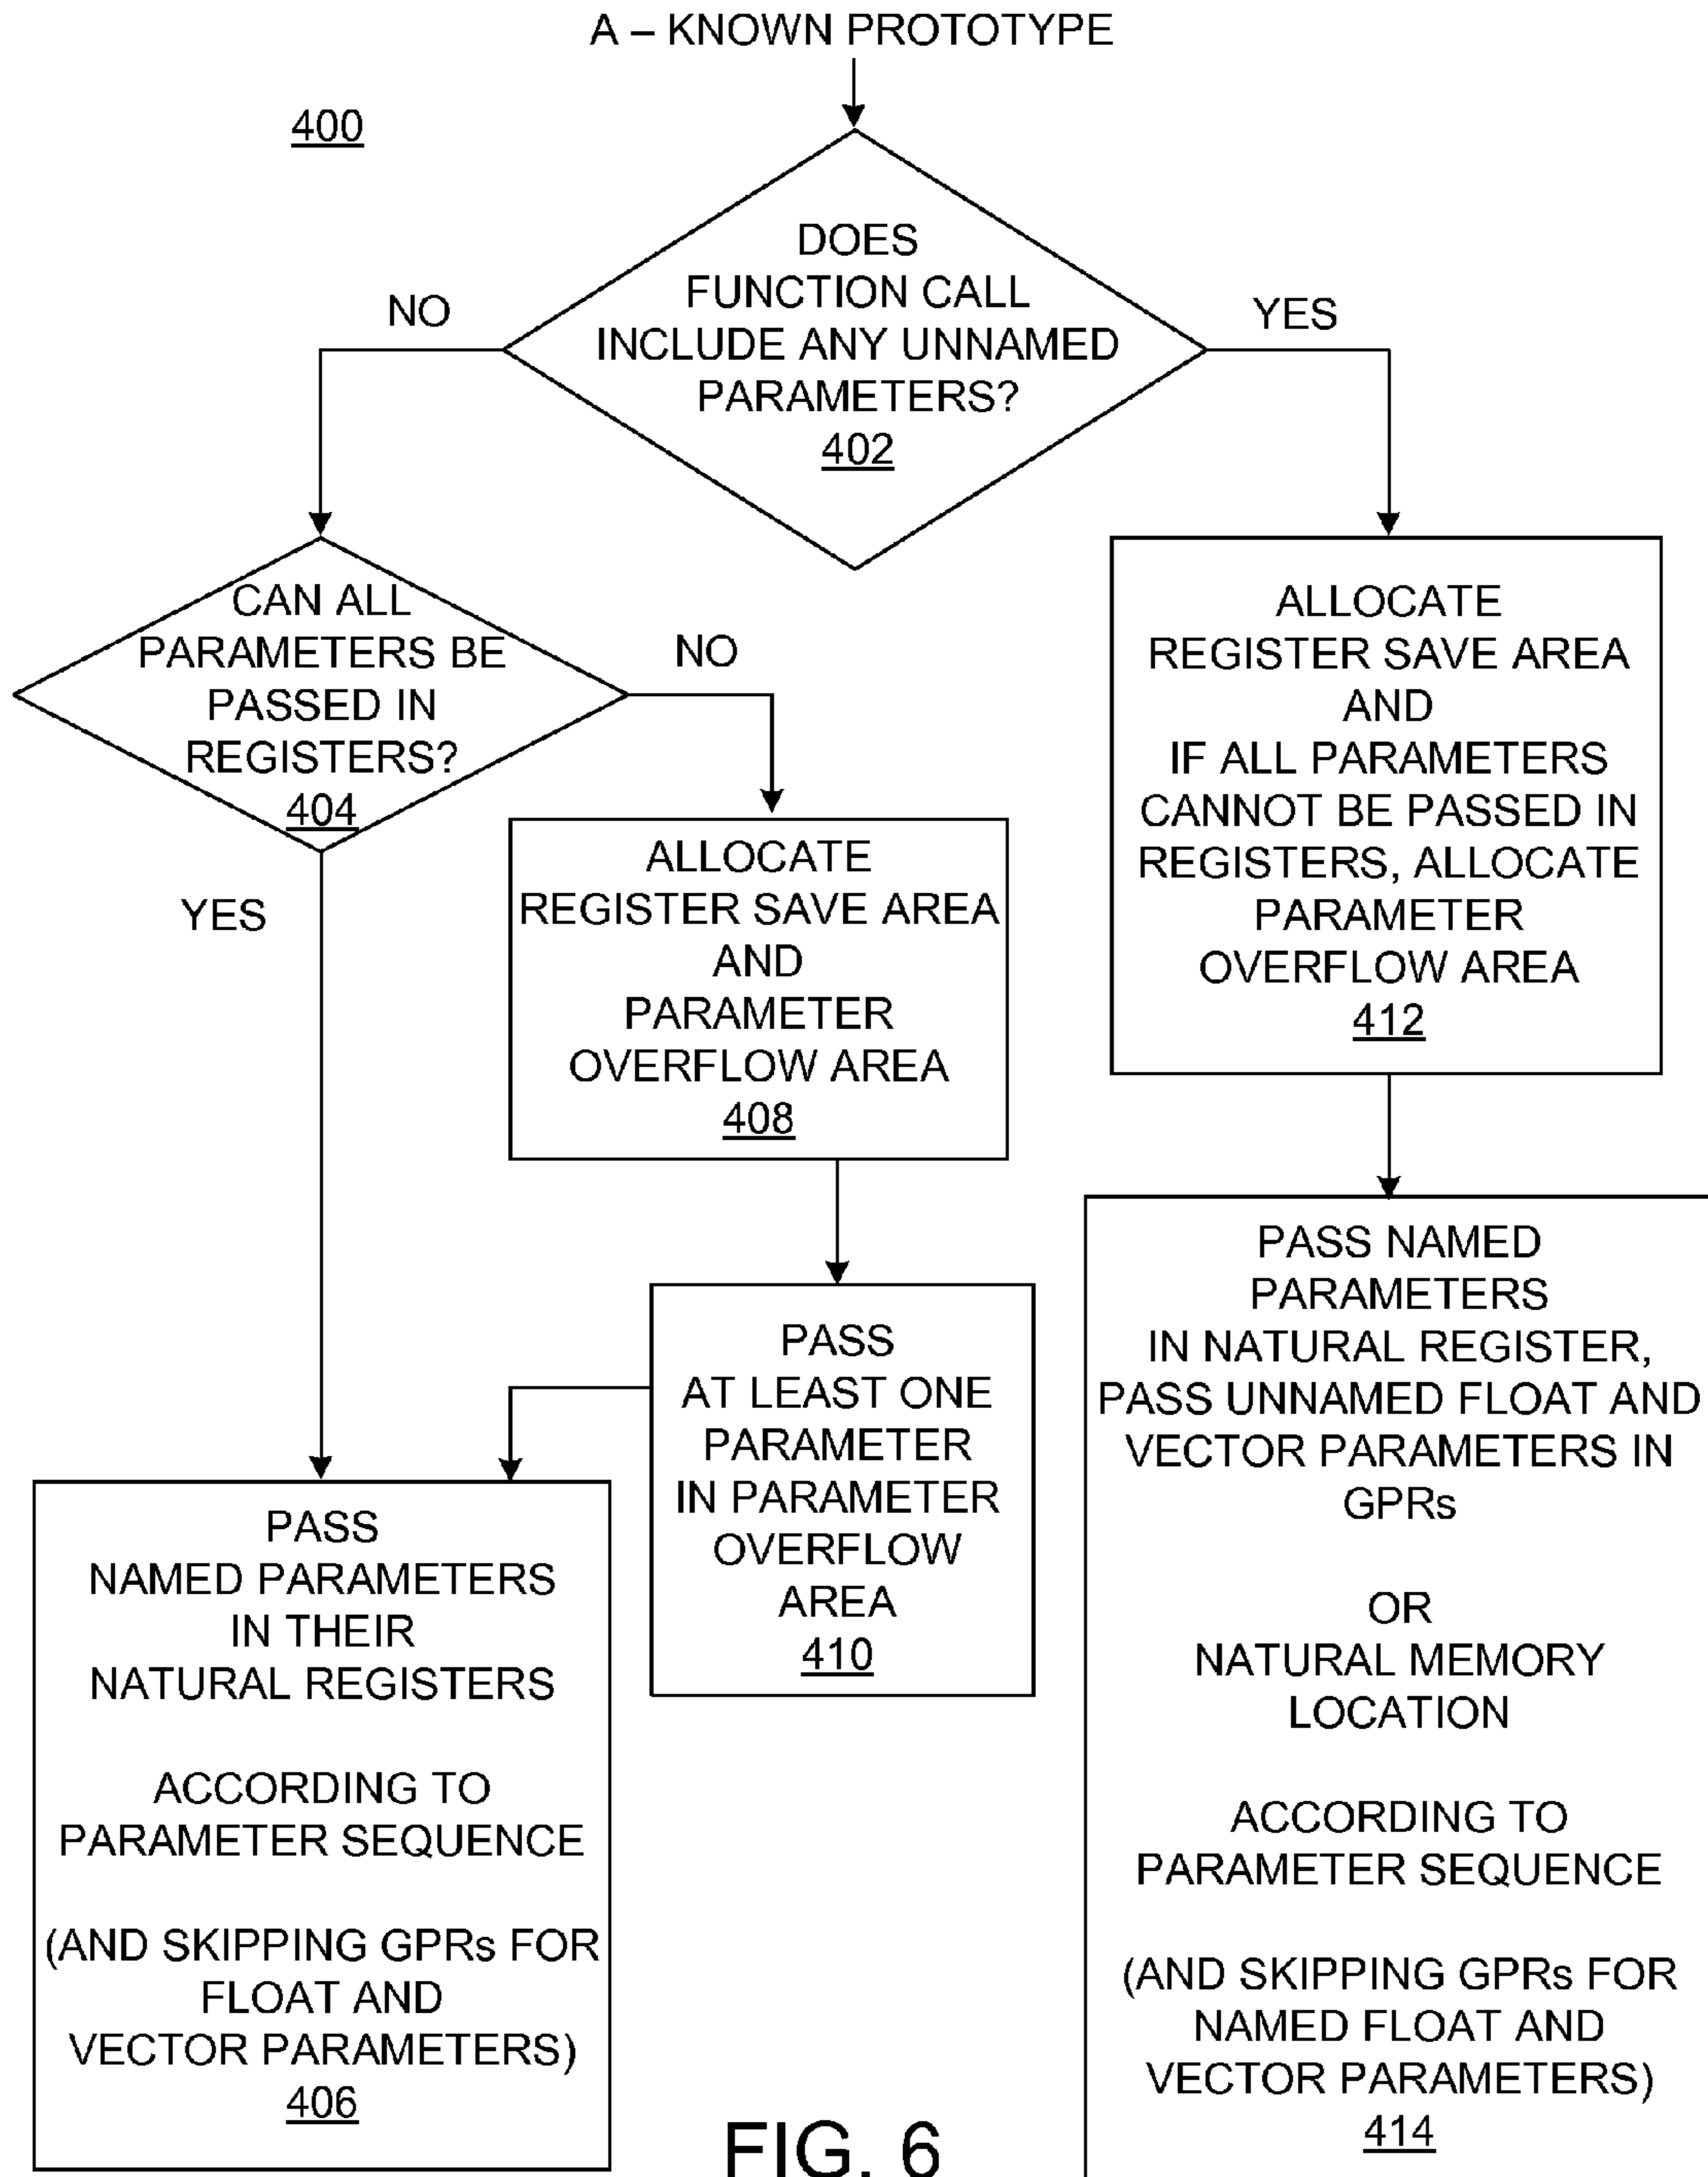 A – KNOWN PROTOTYPE
400
DOES
FUNCTION CALL
INCLUDE ANY UNNAMED
PARAMETERS?
402
NO
YES
CAN ALL
PARAMETERS BE
PASSED IN
REGISTERS?
404
NO
YES
ALLOCATE
REGISTER SAVE AREA
AND
PARAMETER
OVERFLOW AREA
408
ALLOCATE
REGISTER SAVE AREA
AND
IF ALL PARAMETERS
CANNOT BE PASSED IN
REGISTERS, ALLOCATE
PARAMETER
OVERFLOW AREA
412
PASS
AT LEAST ONE
PARAMETER
IN PARAMETER
OVERFLOW
AREA
410
PASS
NAMED PARAMETERS
IN THEIR
NATURAL REGISTERS
ACCORDING TO
PARAMETER SEQUENCE
(AND SKIPPING GPRs FOR
FLOAT AND
VECTOR PARAMETERS)
406
PASS NAMED
PARAMETERS
IN NATURAL REGISTER,
PASS UNNAMED FLOAT AND
VECTOR PARAMETERS IN
GPRs
OR
NATURAL MEMORY
LOCATION
ACCORDING TO
PARAMETER SEQUENCE
(AND SKIPPING GPRs FOR
NAMED FLOAT AND
VECTOR PARAMETERS)
414
FIG. 6